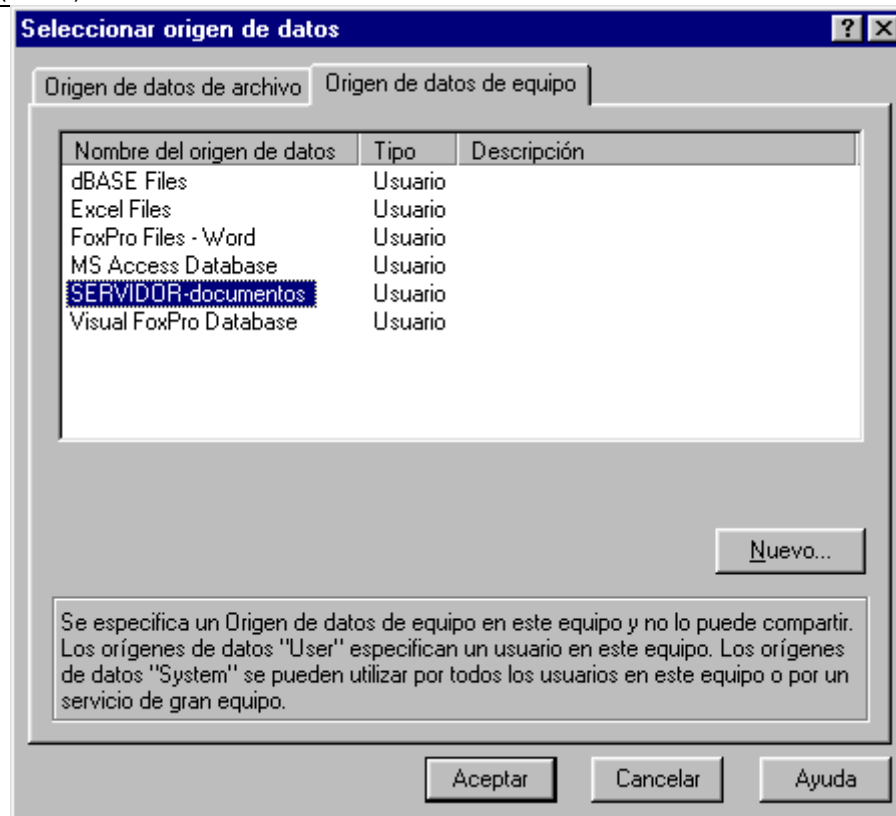 Seleccionar origen de datos
Origen de datos de archivo Origen de datos de equipo
Nombre del origen de datos Tipo Descripción
dBASE Files Usuario
Excel Files Usuario
FoxPro Files - Word Usuario
MS Access Database Usuario
SERVIDOR-documentos Usuario
Visual FoxPro Database Usuario
Nuevo...
Se especifica un Origen de datos de equipo en este equipo y no lo puede compartir.
Los orígenes de datos "User" especifican un usuario en este equipo. Los orígenes
de datos "System" se pueden utilizar por todos los usuarios en este equipo o por un
servicio de gran equipo.
Aceptar Cancelar Ayuda